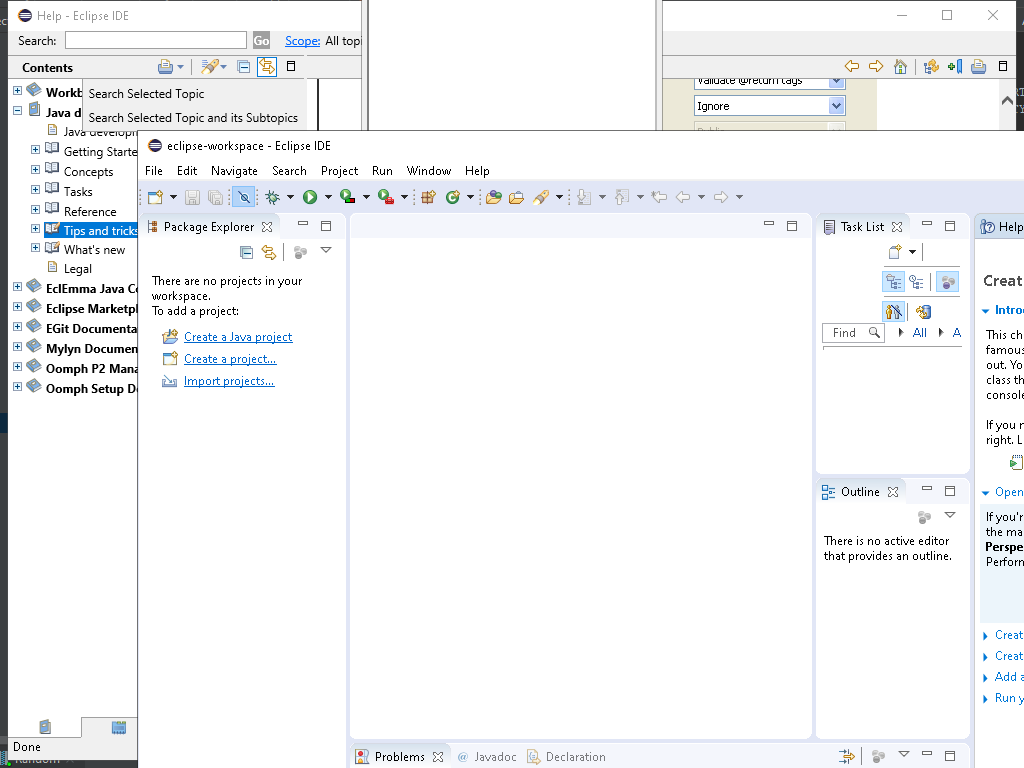 Help - Eclipse IDE
Search:
Go
Scope: All topi
Contents
Search Selected Topic
Search Selected Topic and its Subtopics
Validate @return tags
Ignore
Workb
Java d
Java develop
Getting Starte
Concepts
Tasks
Reference
Tips and tricks
What's new
Legal
EclEmma Java Co
Eclipse Marketpl
EGit Documenta
Mylyn Documen
Oomph P2 Mana
Oomph Setup Do
Done
eclipse-workspace - Eclipse IDE
File Edit Navigate Search Project Run Window Help
Package Explorer
There are no projects in your
workspace.
To add a project:
Create a Java project
Create a project...
Import projects...
Task List
Find
All
A
Outline
There is no active editor
that provides an outline.
Help
Creat
Intro
This ch
famous
out. Yo
class th
console
If you r
right. L
Open
If you'r
the ma
Perspe
Perforn
Creat
Creat
Add a
Run y
Problems
@ Javadoc
Declaration